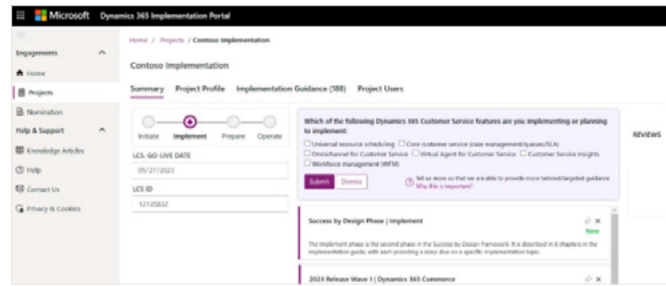 Microsoft Dynamics 365 Implementation Portal
Engagements
Home
Projects
Nomination
Help & Support
Knowledge Articles
Help
Contact Us
Privacy & Cookies
Home / Projects / Contoso Implementation
Contoso Implementation
Summary Project Profile Implementation Guidance (188) Project Users
Initiate Implement Prepare Operate
LCS. GO-LIVE DATE
05/27/2023
LCS ID
12135832
Which of the following Dynamics 365 Customer Service features are you implementing or planning
to implement:
Universal resource scheduling Core customer service (case management/queues/SLA)
Omnichannel for Customer Service Virtual Agent for Customer Service Customer Service Insights
Workforce management (WFM)
Submit Dismiss
Tell us more so that we are able to provide more tailored/targeted guidance
Why this is important?
REVIEWS
Success by Design Phase | Implement
New
The Implement phase is the second phase in the Success by Design framework. It is described in 8 chapters in the
implementation guide, with each providing a deep dive on a specific implementation topic.
2023 Release Wave 1 | Dynamics 365 Commerce